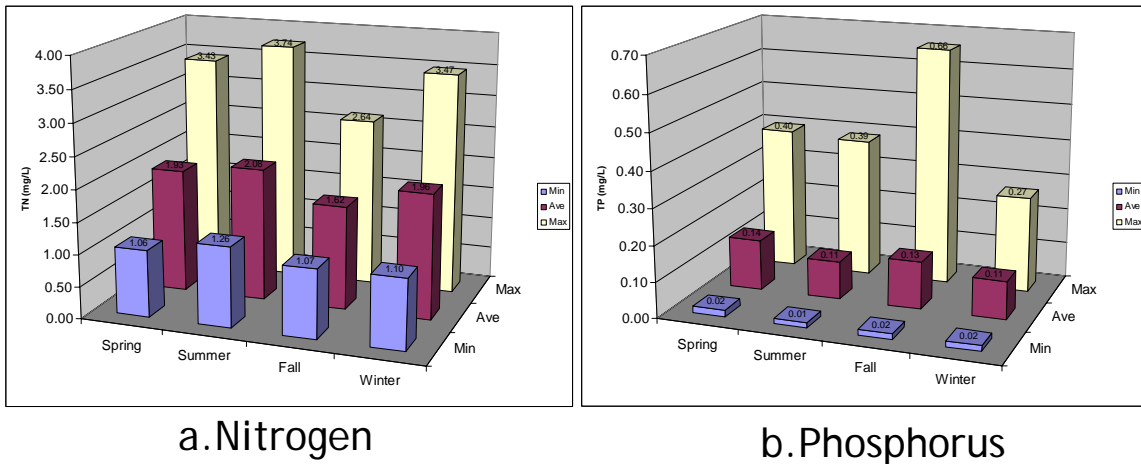 4.00
3.50
3.00
2.50
2.00
1.50
1.00
0.50
0.00
TN (mg/L)
3.43
3.74
2.64
3.47
1.93
2.08
1.62
1.96
1.06
1.26
1.07
1.10
Spring
Summer
Fall
Winter
Min
Ave
Max
Min
Ave
Max
a.Nitrogen
0.70
0.60
0.50
0.40
0.30
0.20
0.10
0.00
TP (mg/L)
0.40
0.39
0.66
0.27
0.14
0.11
0.13
0.11
0.02
0.01
0.02
0.02
Spring
Summer
Fall
Winter
Min
Ave
Max
Min
Ave
Max
b.Phosphorus